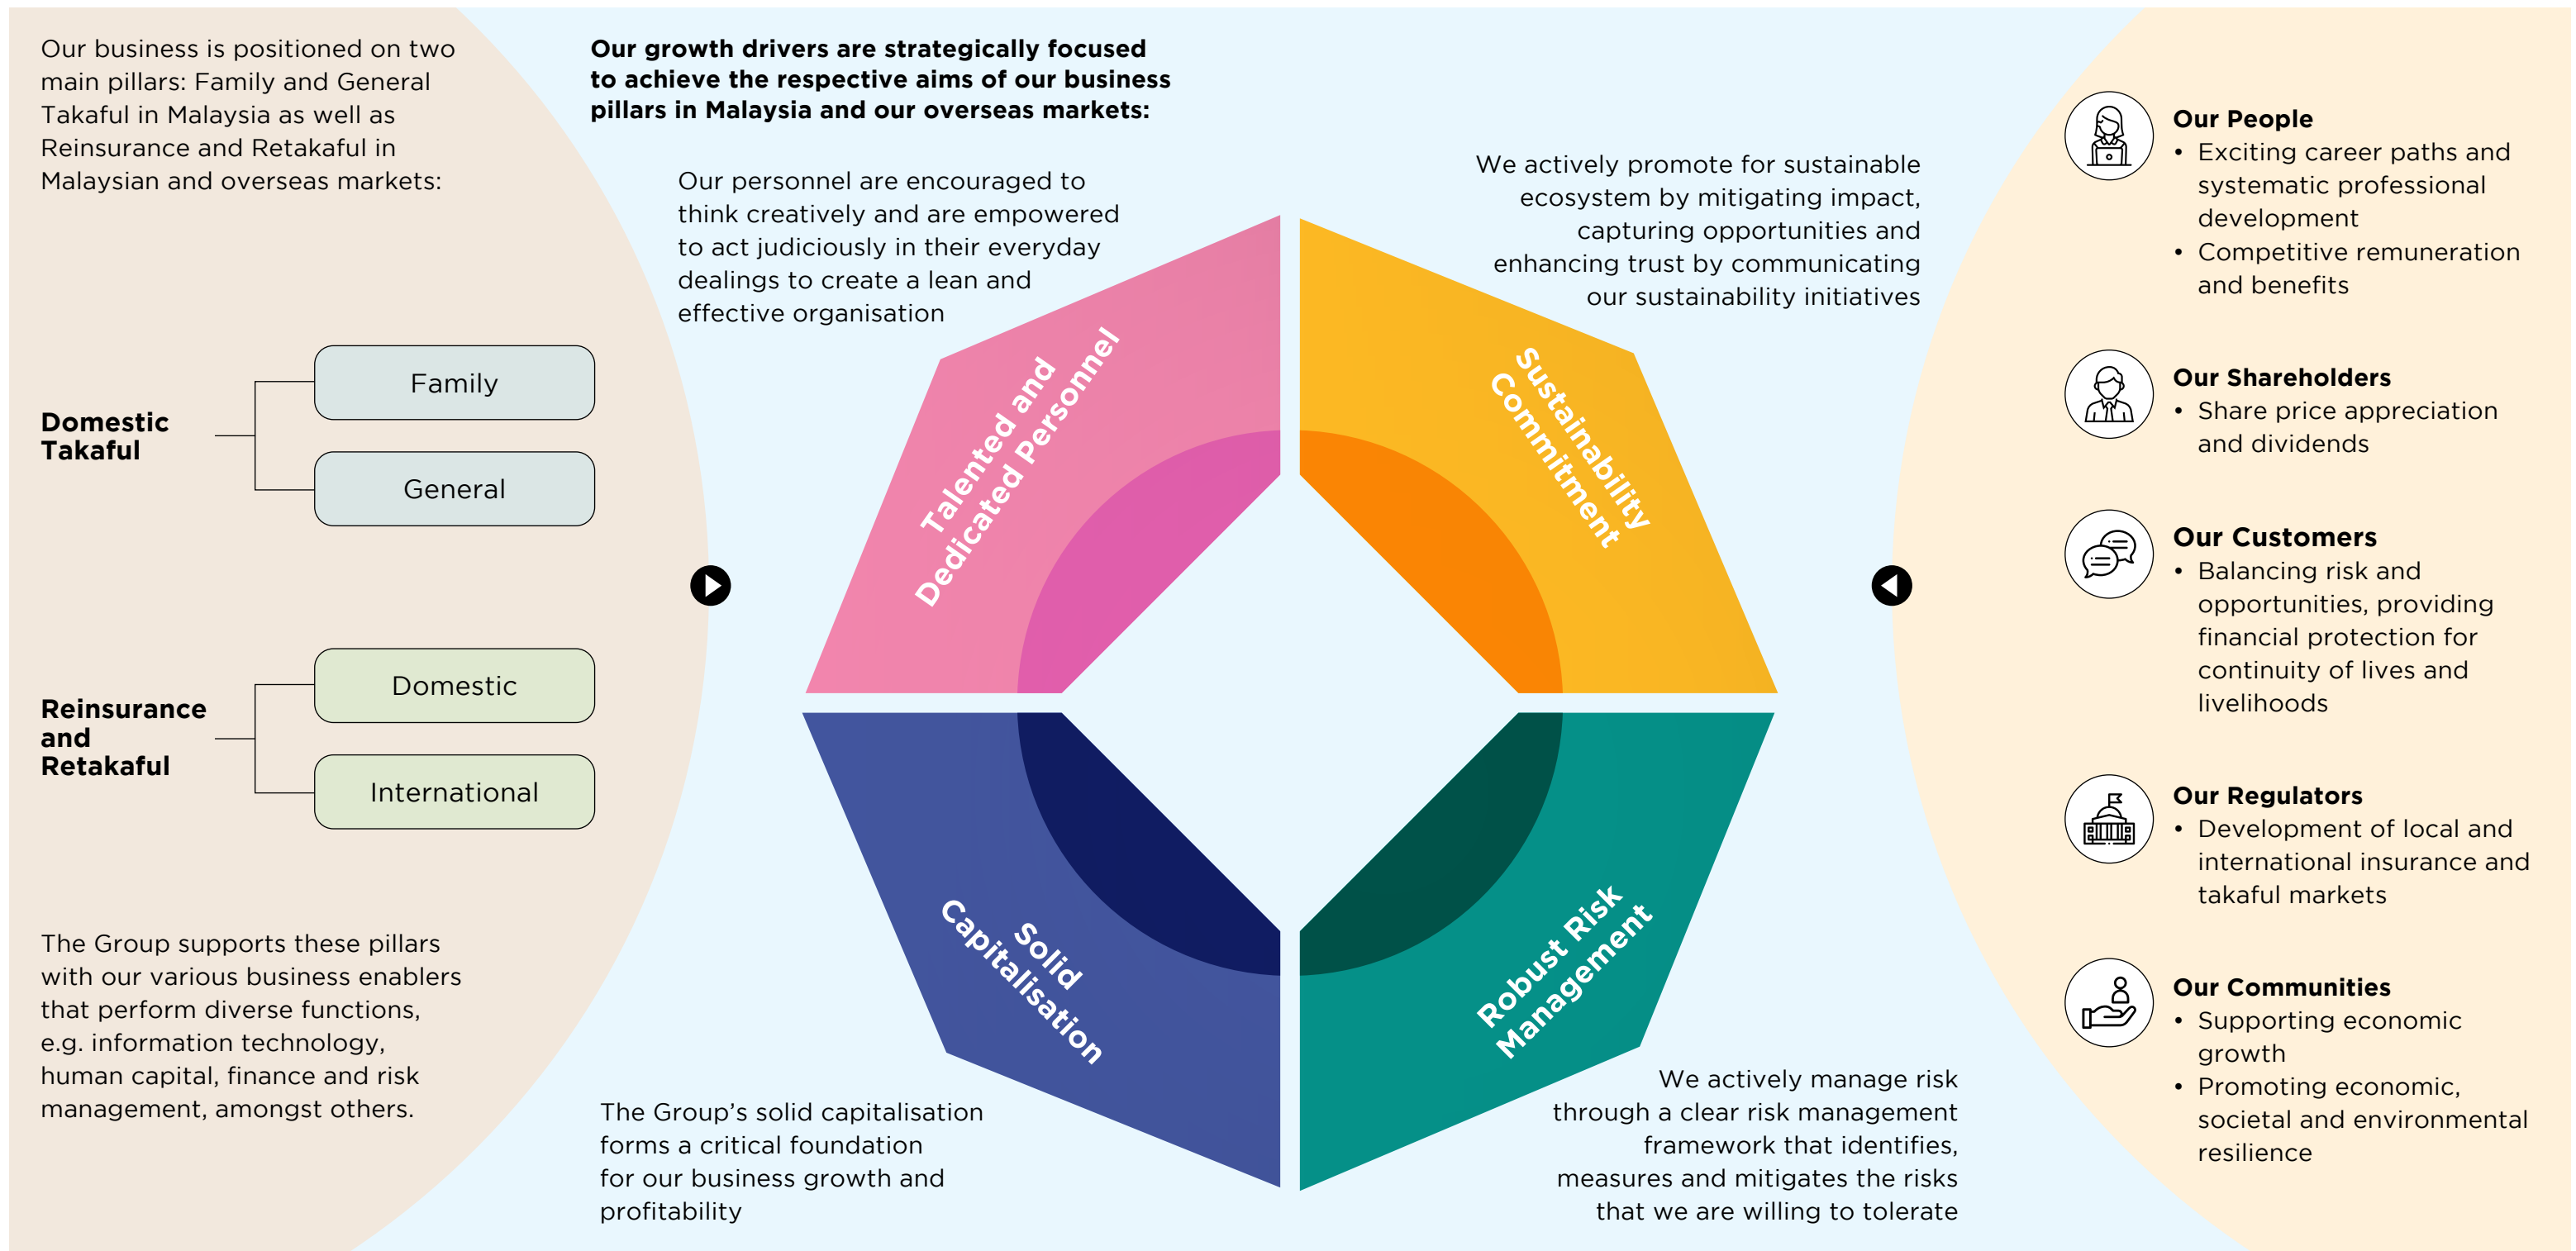 Our business is positioned on two
main pillars: Family and General
Takaful in Malaysia as well as
Reinsurance and Retakaful in
Malaysian and overseas markets:
Domestic
Takaful
Family
General
Reinsurance
and
Retakaful
Domestic
International
The Group supports these pillars
with our various business enablers
that perform diverse functions,
e.g. information technology,
human capital, finance and risk
management, amongst others.
Our growth drivers are strategically focused
to achieve the respective aims of our business
pillars in Malaysia and our overseas markets:
Our personnel are encouraged to
think creatively and are empowered
to act judiciously in their everyday
dealings to create a lean and
effective organisation
Talented and
Dedicated Personnel
We actively promote for sustainable
ecosystem by mitigating impact,
capturing opportunities and
enhancing trust by communicating
our sustainability initiatives
Sustainability
Commitment
Solid
Capitalisation
The Group's solid capitalisation
forms a critical foundation
for our business growth and
profitability
Robust Risk
Management
We actively manage risk
through a clear risk management
framework that identifies,
measures and mitigates the risks
that we are willing to tolerate
Our People
• Exciting career paths and
systematic professional
development
• Competitive remuneration
and benefits
Our Shareholders
• Share price appreciation
and dividends
Our Customers
• Balancing risk and
opportunities, providing
financial protection for
continuity of lives and
livelihoods
Our Regulators
• Development of local and
international insurance and
takaful markets
Our Communities
• Supporting economic
growth
• Promoting economic,
societal and environmental
resilience